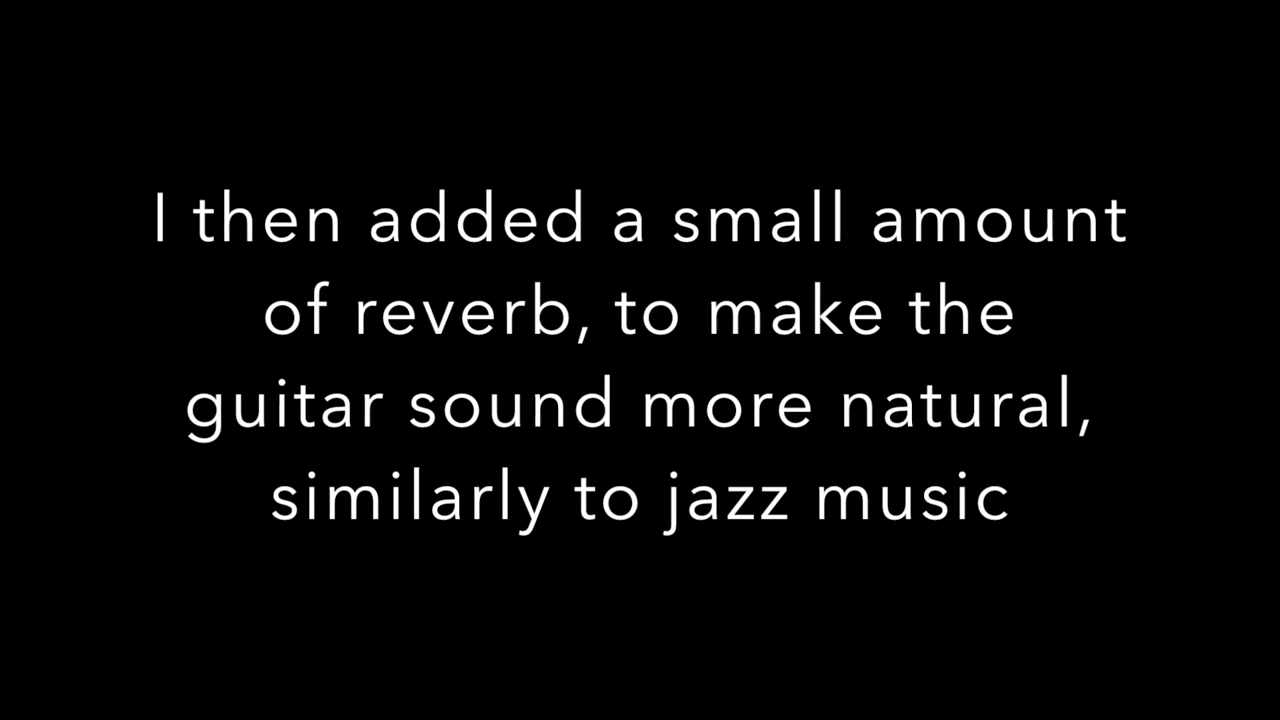 I then added a small amount
of reverb, to make the
guitar sound more natural,
similarly to jazz music